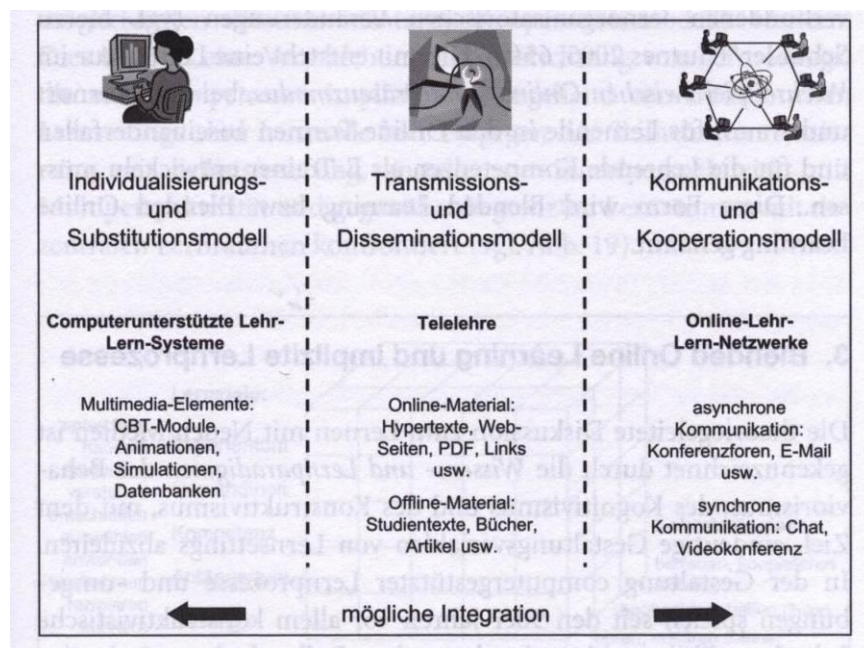 Individualisierungs-
und
Substitutionsmodell
Computerunterstützte Lehr-
Lern-Systeme
Multimedia-Elemente:
CBT-Module,
Animationen,
Simulationen,
Datenbanken
Transmissions-
und
Disseminationsmodell
Telelehre
Online-Material:
Hypertexte, Web-
Seiten, PDF, Links
usw.
Offline-Material:
Studientexte, Bücher,
Artikel usw.
Kommunikations-
und
Kooperationsmodell
Online-Lehr-
Lern-Netzwerke
asynchrone
Kommunikation:
Konferenzforen, E-Mail
usw.
synchrone
Kommunikation: Chat,
Videokonferenz
mögliche Integration